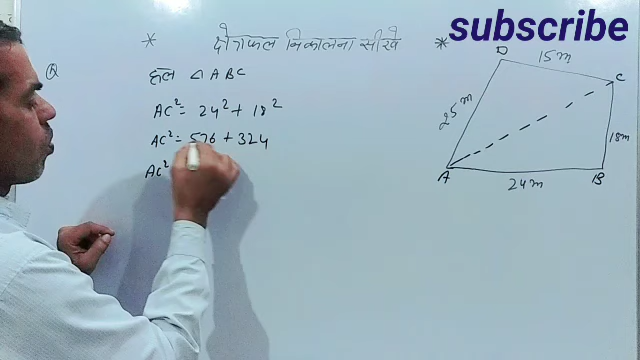 subscribe
* क्षेत्रफल निकालना सीखे *
Q
हल △ ABC
AC² = 24² + 18²
AC² = 576 + 324
AC²
D
15m
C
25m
18m
A
24m
B